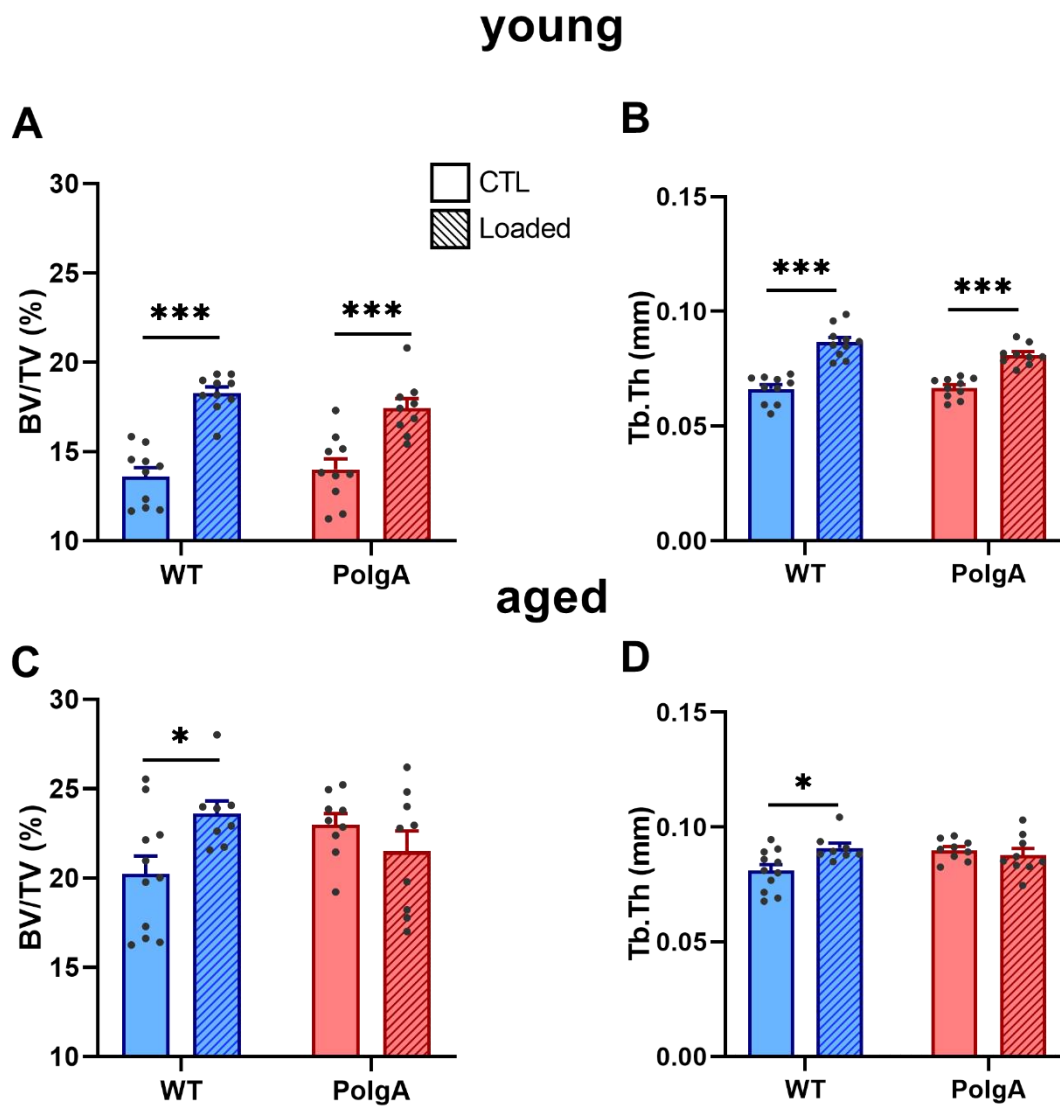 young
A
B
CTL
Loaded
BV/TV (%)
30
25
20
15
10
***
***
WT
PolgA
Tb.Th (mm)
0.15
0.10
0.05
0.00
***
***
WT
PolgA
aged
C
D
BV/TV (%)
30
25
20
15
10
*
WT
PolgA
Tb.Th (mm)
0.15
0.10
0.05
0.00
*
WT
PolgA